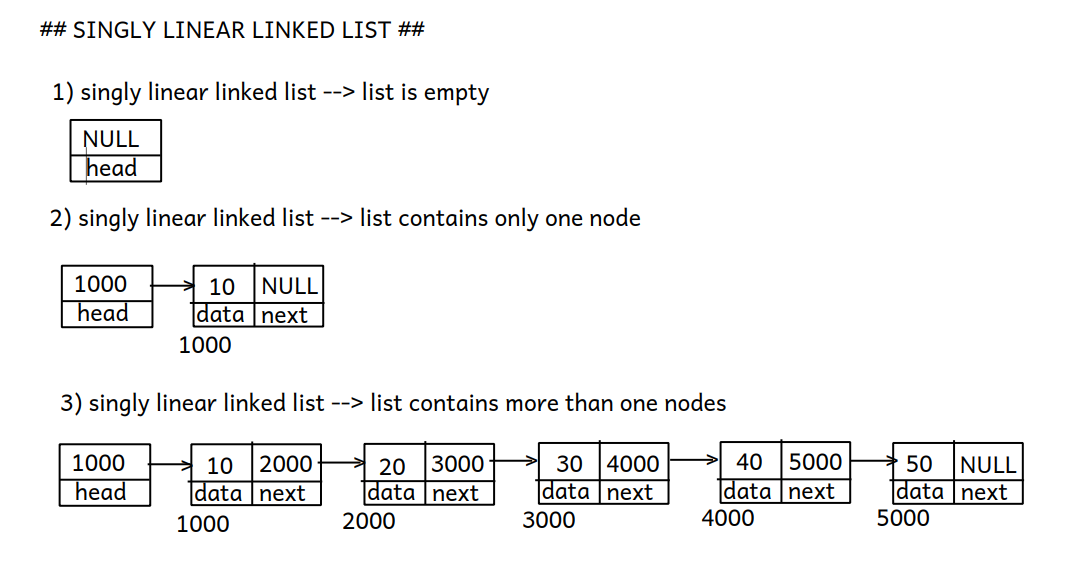 ## SINGLY LINEAR LINKED LIST ##
1) singly linear linked list --> list is empty
NULL
head
2) singly linear linked list --> list contains only one node
1000 10 NULL
head data next
1000
3) singly linear linked list --> list contains more than one nodes
1000 10 2000 20 3000 30 4000 40 5000 50 NULL
head data next data next data next data next data next
1000 2000 3000 4000 5000